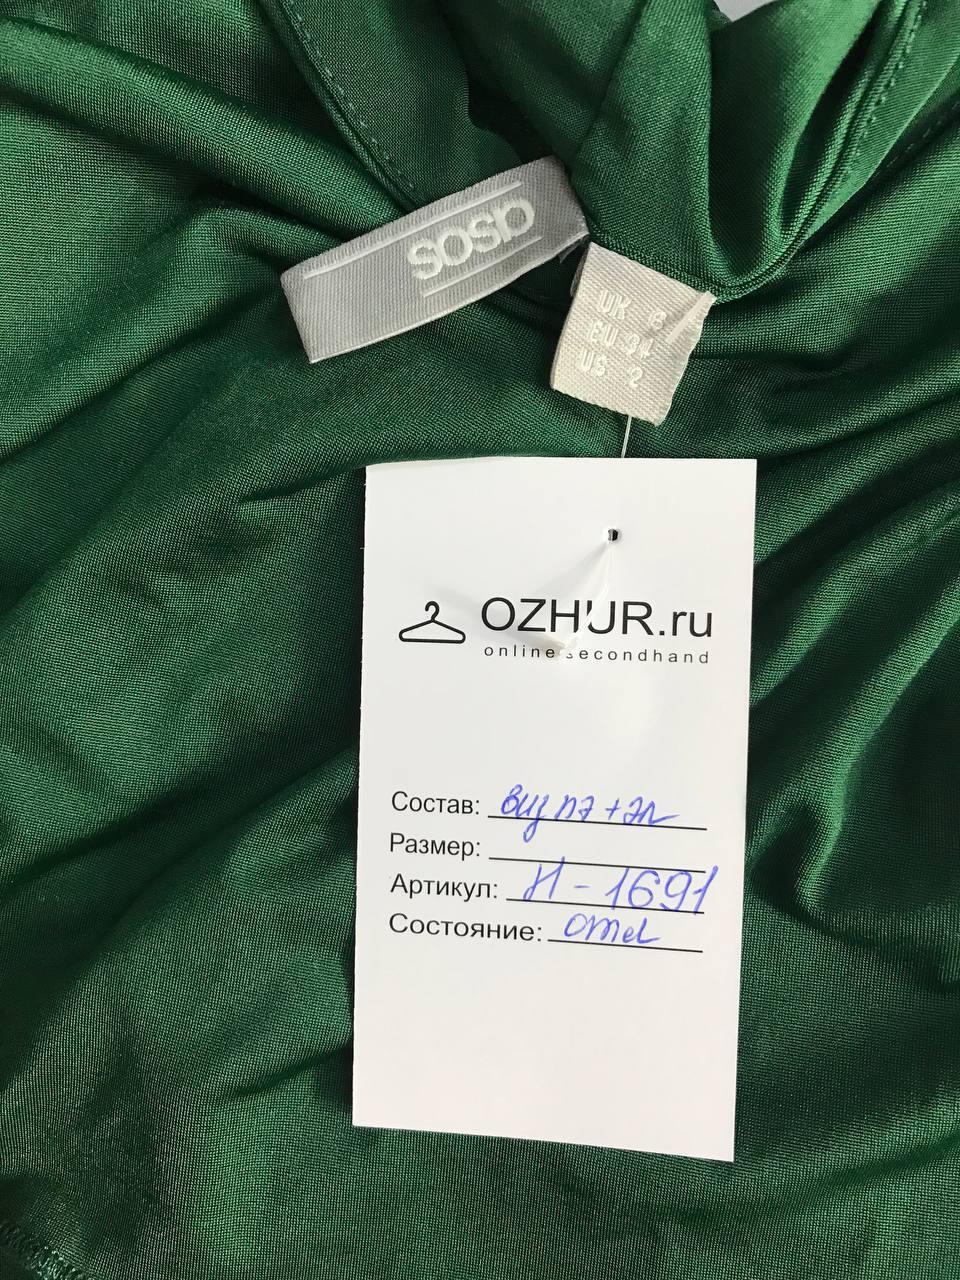 asos
UK 6
EU 34
US 2
OZHUR.ru
online secondhand
Состав: виз пэ + эл
Размер:
Артикул: И - 1691
Состояние: отл